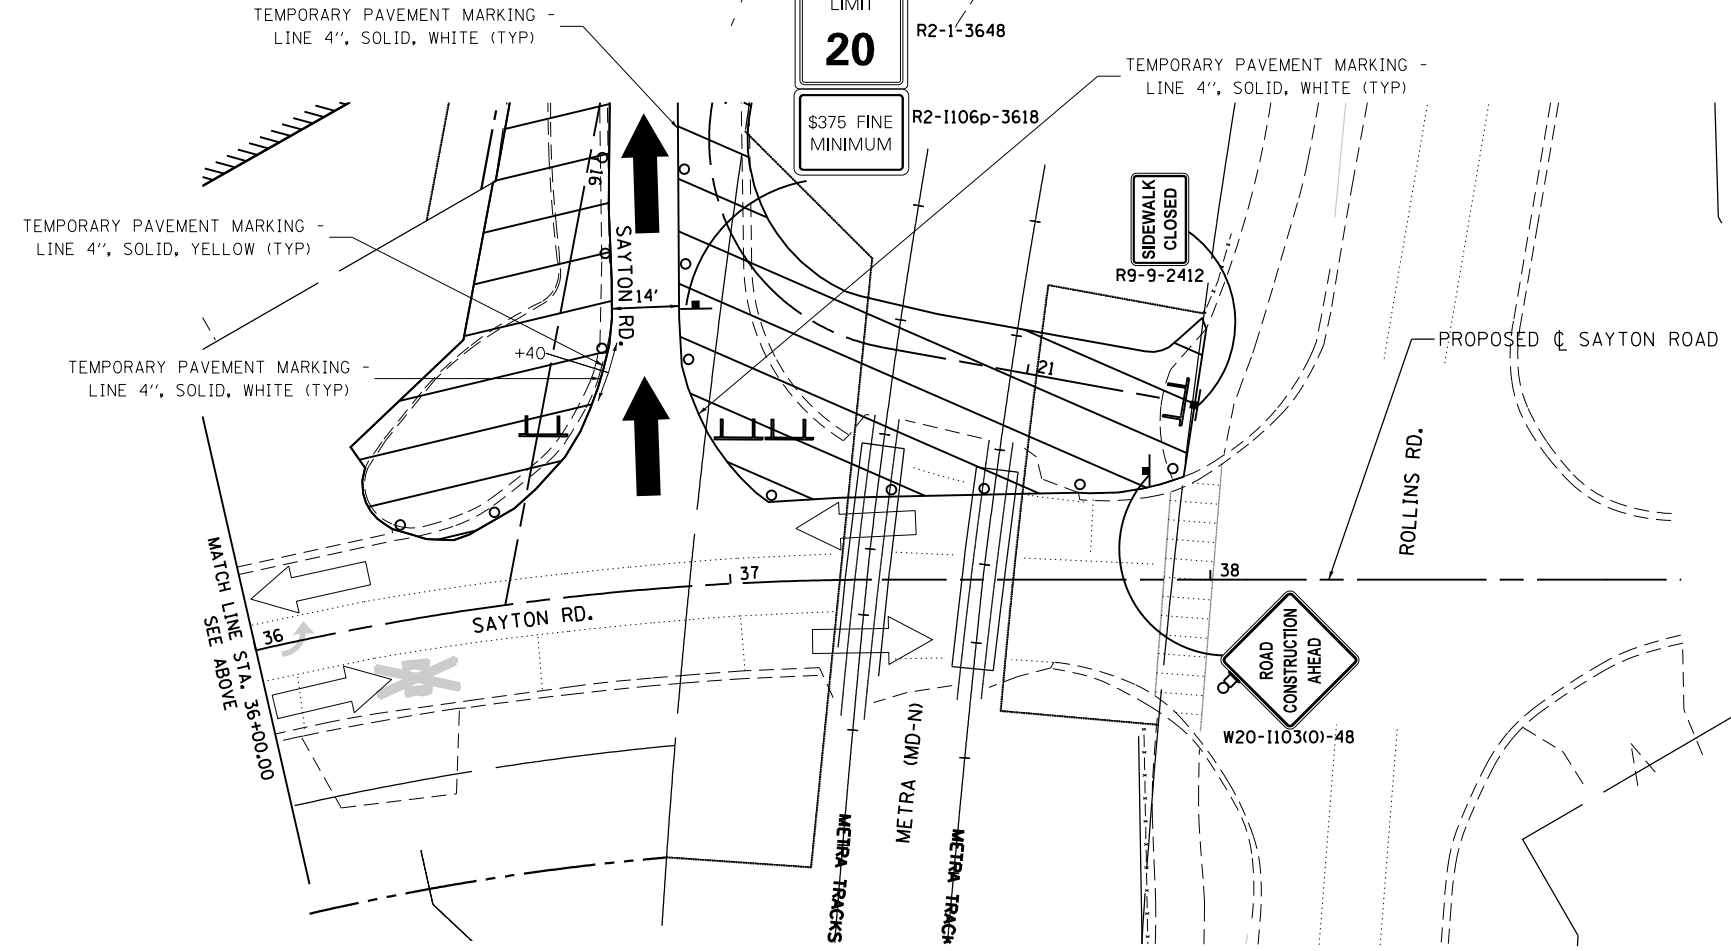 TEMPORARY PAVEMENT MARKING -
LINE 4", SOLID, WHITE (TYP)
LIMIT
20
R2-1-3648
$375 FINE
MINIMUM
R2-I106p-3618
TEMPORARY PAVEMENT MARKING -
LINE 4", SOLID, WHITE (TYP)
16
SAYTON RD.
14'
TEMPORARY PAVEMENT MARKING -
LINE 4", SOLID, YELLOW (TYP)
SIDEWALK
CLOSED
R9-9-2412
+40
TEMPORARY PAVEMENT MARKING -
LINE 4", SOLID, WHITE (TYP)
21
PROPOSED ℄ SAYTON ROAD
ROLLINS RD.
MATCH LINE STA. 36+00.00
SEE ABOVE
36
SAYTON RD.
37
38
ROAD
CONSTRUCTION
AHEAD
W20-I103(O)-48
METRA (MD-N)
METRA TRACKS
METRA TRACK